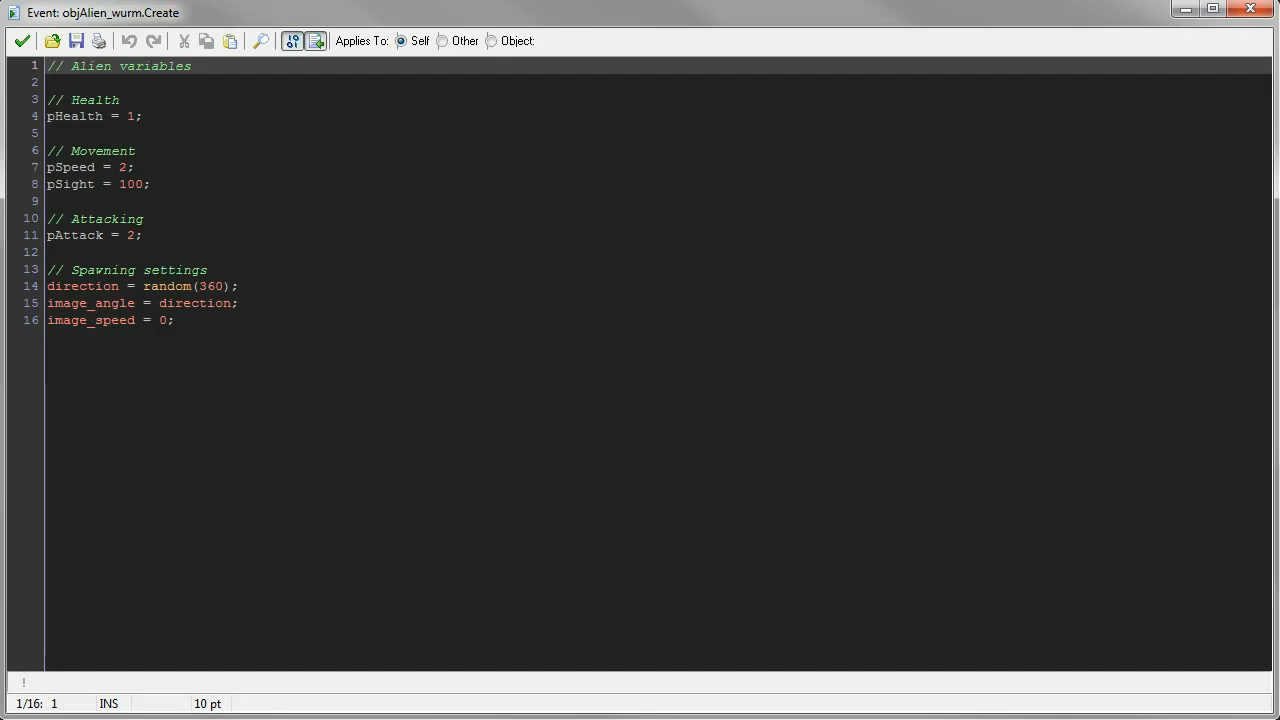 Event: objAlien_wurm.Create
Applies To: Self Other Object:
1 // Alien variables
2
3 // Health
4 pHealth = 1;
5
6 // Movement
7 pSpeed = 2;
8 pSight = 100;
9
10 // Attacking
11 pAttack = 2;
12
13 // Spawning settings
14 direction = random(360);
15 image_angle = direction;
16 image_speed = 0;
!
1/16: 1 INS 10 pt